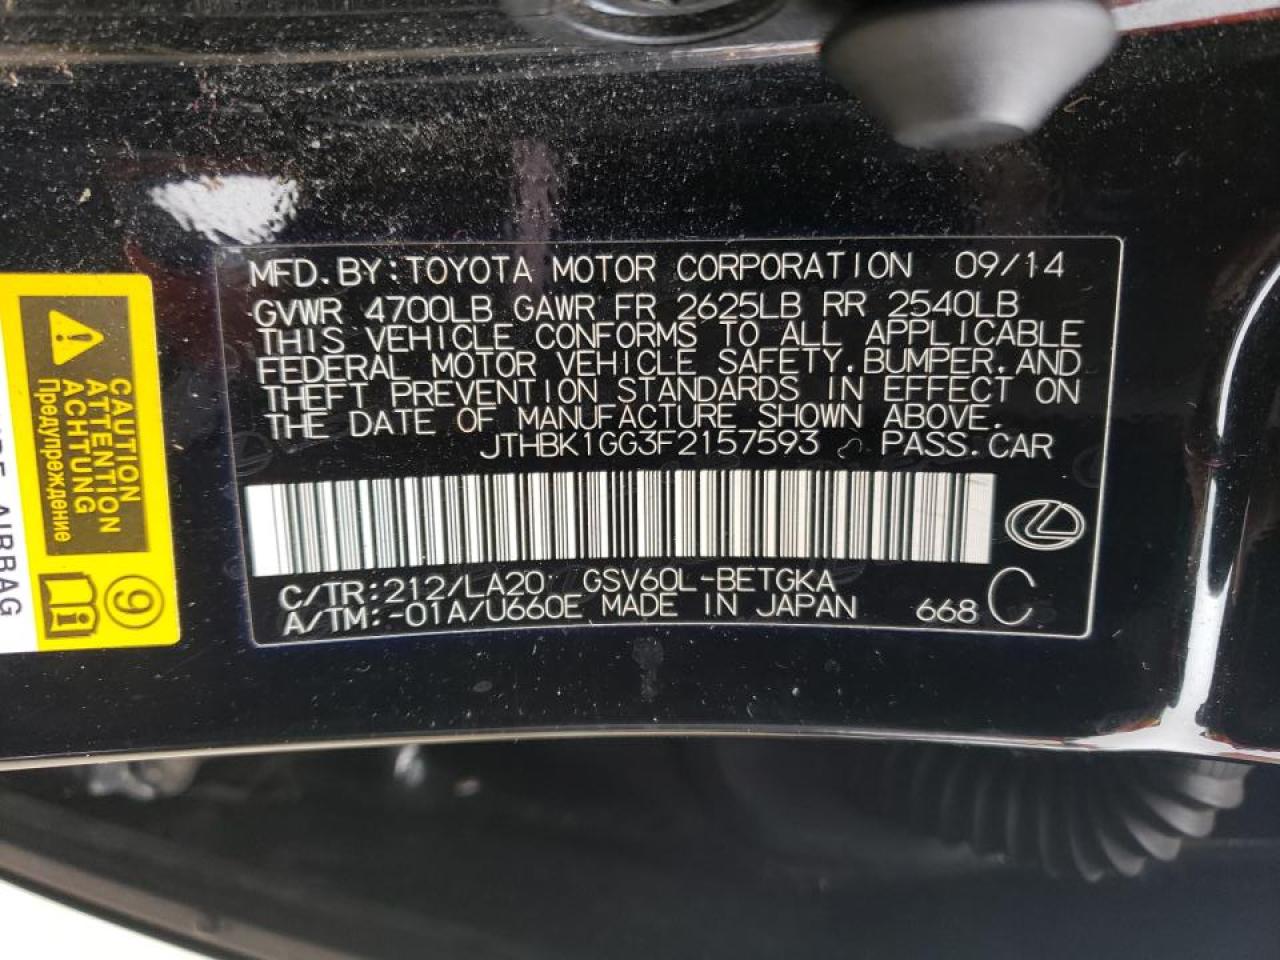 MFD.BY:TOYOTA MOTOR CORPORATION 09/14
GVWR 4700LB GAWR FR 2625LB RR 2540LB
THIS VEHICLE CONFORMS TO ALL APPLICABLE
FEDERAL MOTOR VEHICLE SAFETY.BUMPER.AND
THEFT PREVENTION STANDARDS IN EFFECT ON
THE DATE OF MANUFACTURE SHOWN ABOVE.
JTHBK1GG3F2157593 PASS.CAR
C/TR:212/LA20 GSV60L-BETGKA
A/TM:-01A/U660E MADE IN JAPAN 668 C
CAUTION
ATTENTION
ACHTUNG
Предупреждение
9
AIRBAG